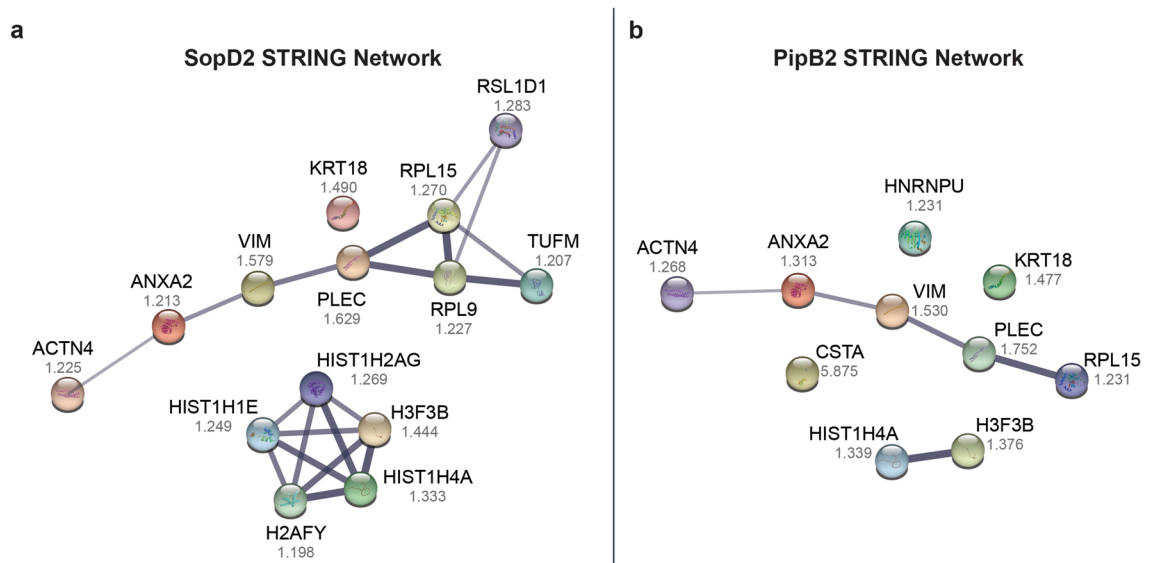 a
SopD2 STRING Network
RSL1D1
1.283
KRT18
1.490
RPL15
1.270
VIM
1.579
TUFM
1.207
ANXA2
1.213
PLEC
1.629
RPL9
1.227
ACTN4
1.225
HIST1H2AG
1.269
HIST1H1E
1.249
H3F3B
1.444
HIST1H4A
1.333
H2AFY
1.198
b
PipB2 STRING Network
HNRNPU
1.231
ACTN4
1.268
ANXA2
1.313
KRT18
1.477
VIM
1.530
PLEC
1.752
CSTA
5.875
RPL15
1.231
HIST1H4A
1.339
H3F3B
1.376